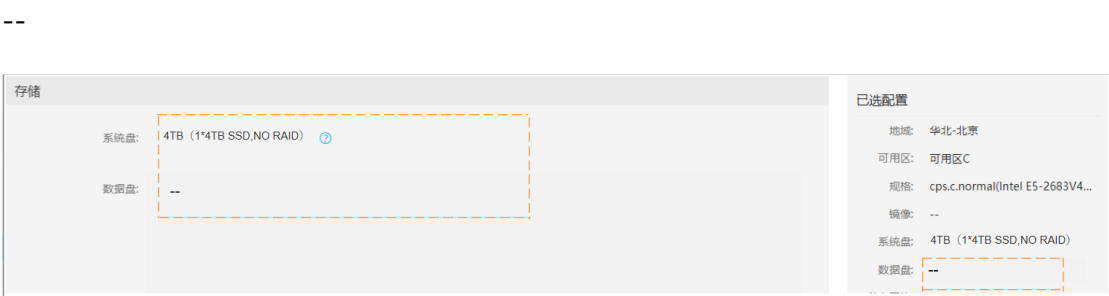 --
存储
系统盘: 4TB（1*4TB SSD,NO RAID） ?
数据盘: --
已选配置
地域: 华北-北京
可用区: 可用区C
规格: cps.c.normal(Intel E5-2683V4...
镜像: --
系统盘: 4TB（1*4TB SSD,NO RAID）
数据盘: --